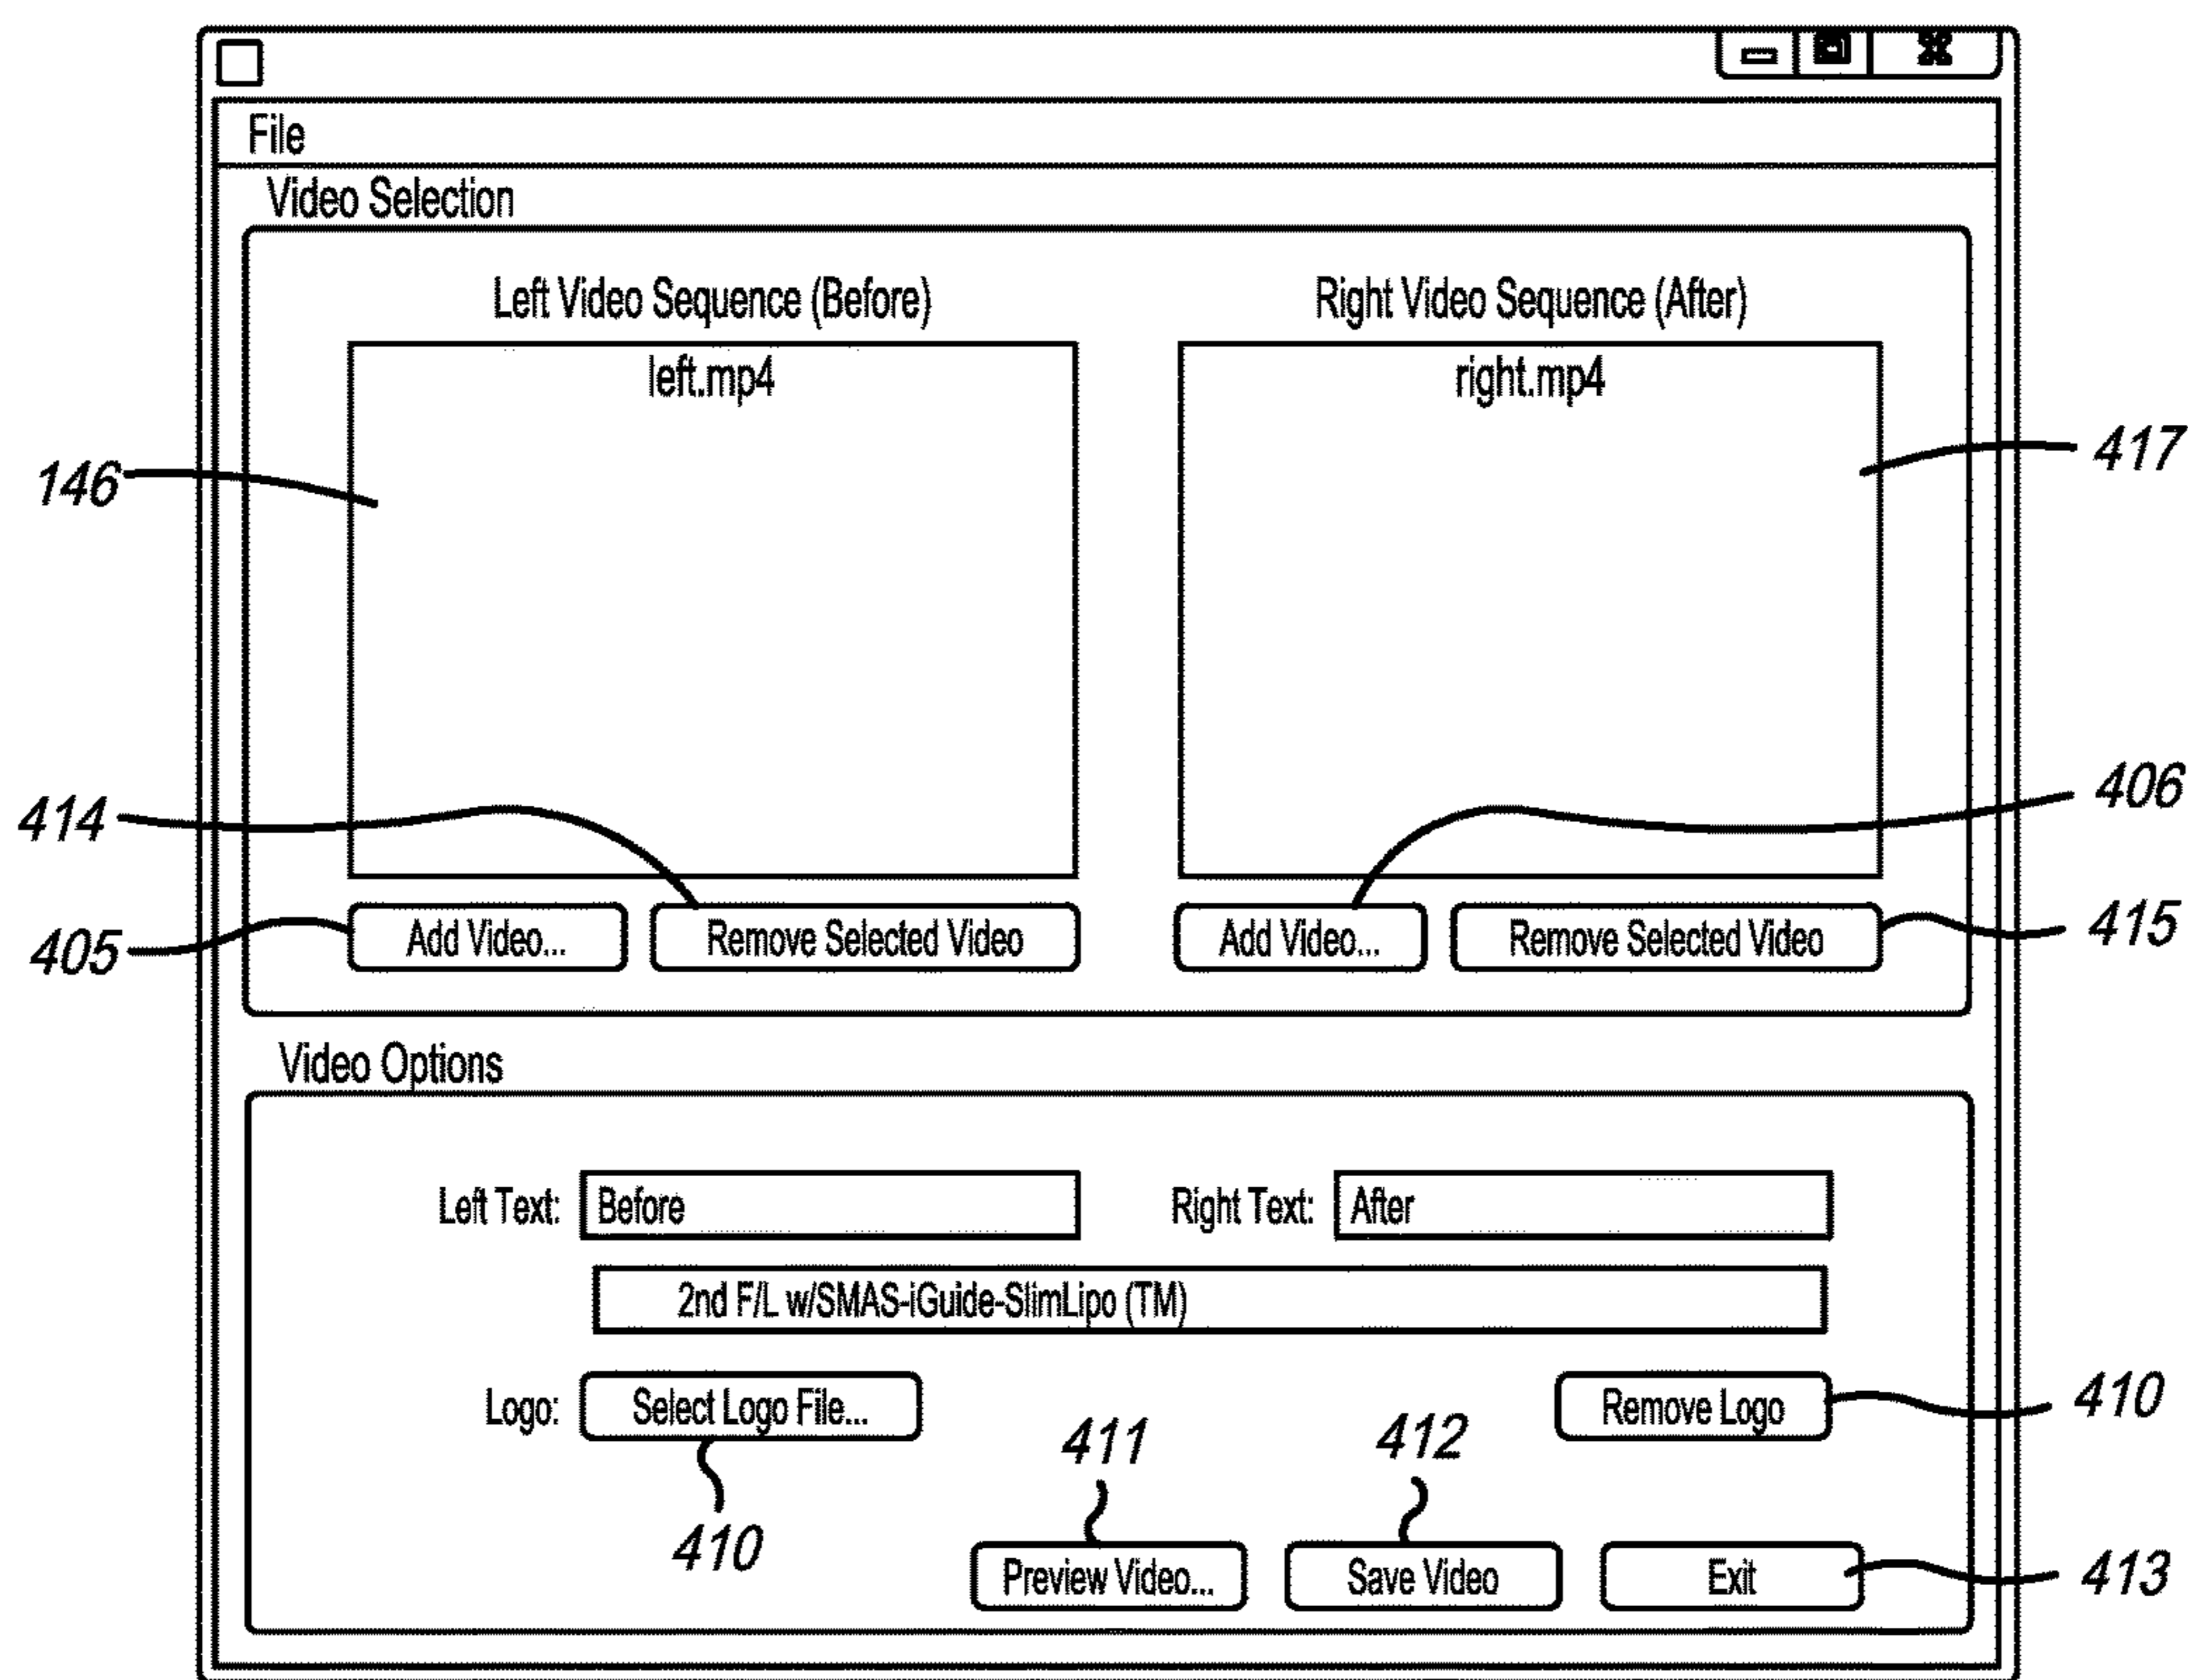 File
Video Selection
Left Video Sequence (Before) Right Video Sequence (After)
left.mp4 right.mp4
417
146
406
414
Add Video... Remove Selected Video Add Video... Remove Selected Video 415
405
Video Options
Left Text: Before Right Text: After
2nd F/L w/SMAS-iGuide-SlimLipo (TM)
Logo: Select Logo File... Remove Logo 410
411 412
410
Preview Video... Save Video Exit 413